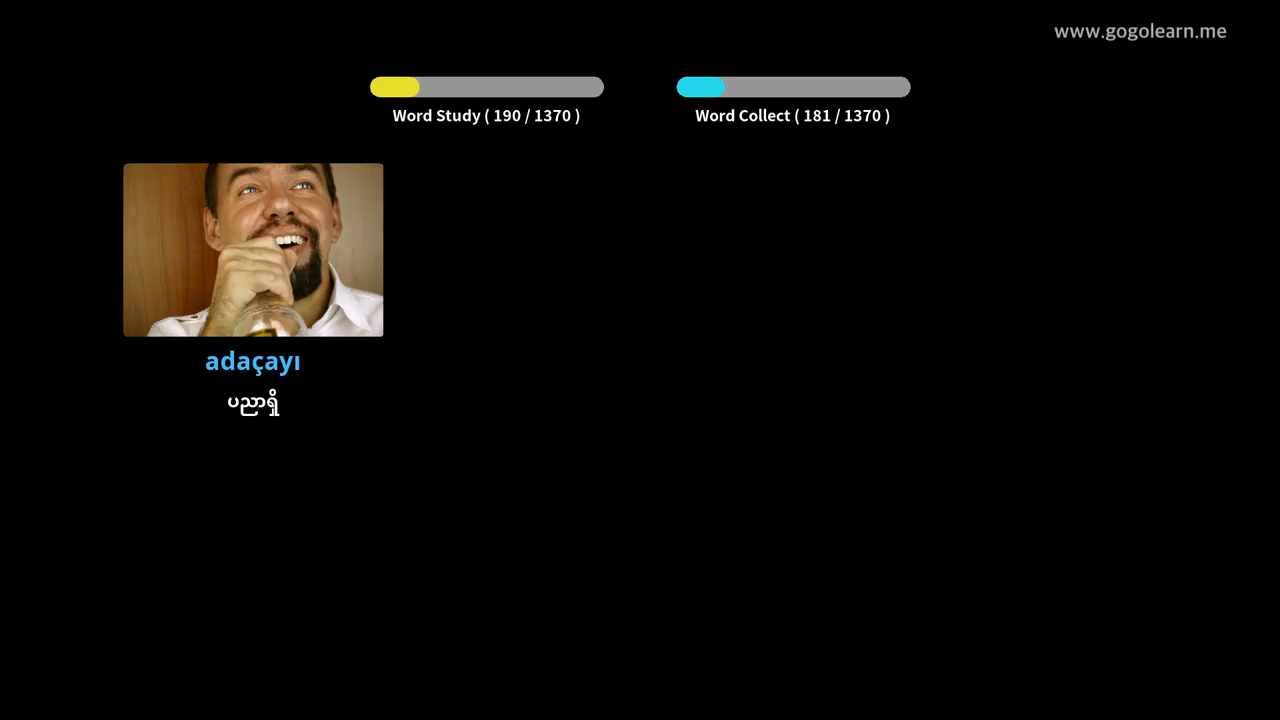 www.gogolearn.me
Word Study ( 190 / 1370 )
Word Collect ( 181 / 1370 )
adaçayı
ပညာရှိ